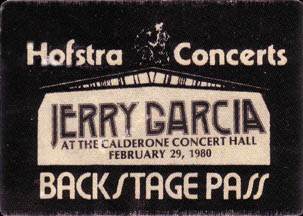 Hofstra Concerts
JERRY GARCIA
AT THE CALDERONE CONCERT HALL
FEBRUARY 29, 1980
BACKSTAGE PASS